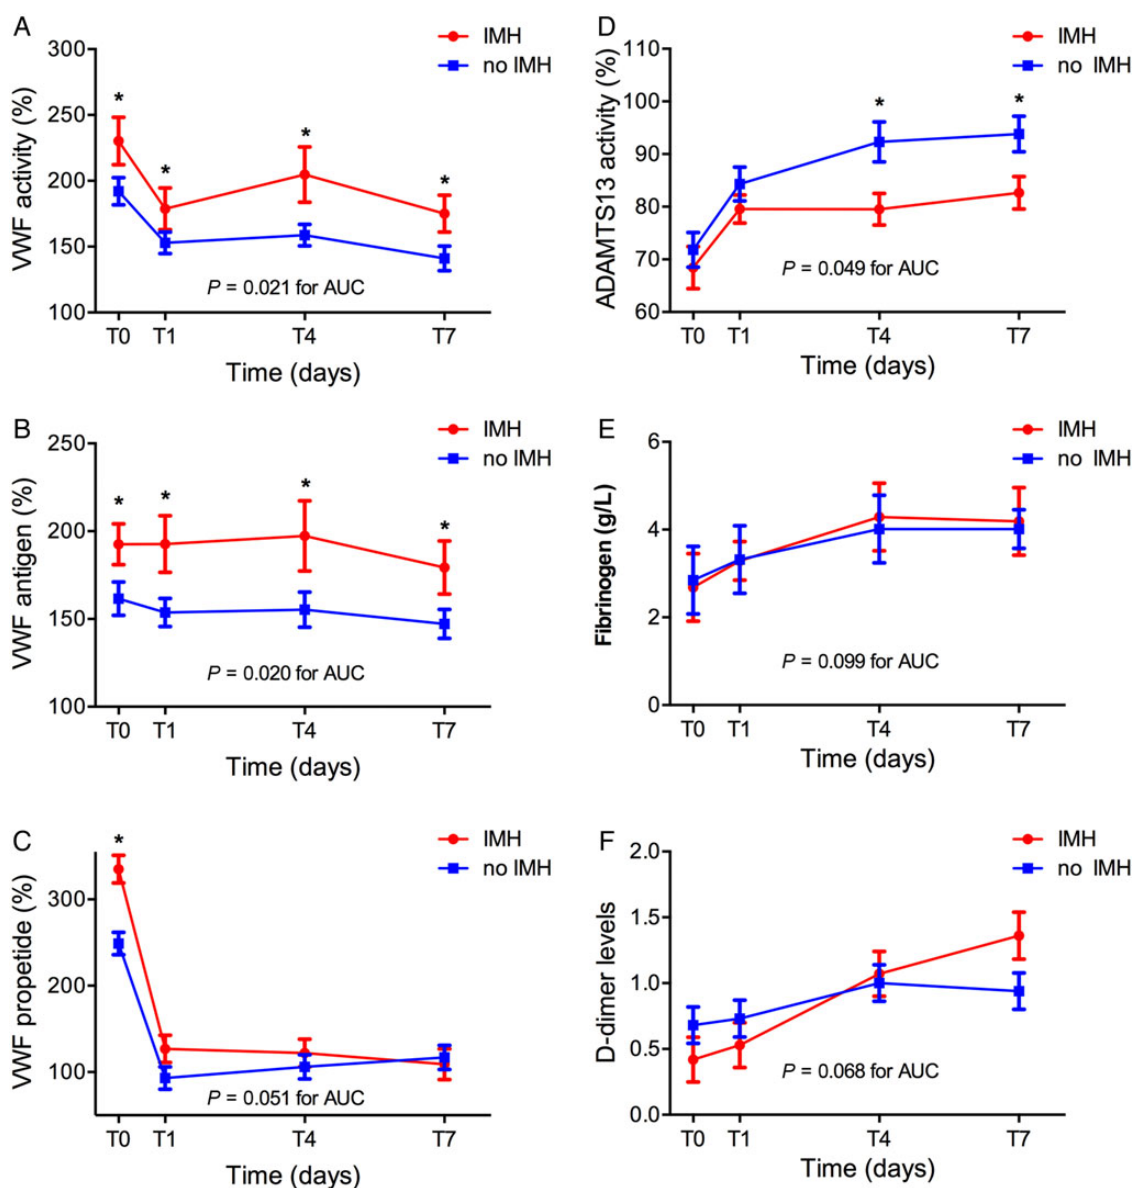 A
IMH
no IMH
VWF activity (%)
300
250
200
150
100
*
*
*
*
P = 0.021 for AUC
T0 T1 T4 T7
Time (days)
B
IMH
no IMH
VWF antigen (%)
250
200
150
100
*
*
*
*
P = 0.020 for AUC
T0 T1 T4 T7
Time (days)
C
IMH
no IMH
VWF propetide (%)
300
200
100
*
P = 0.051 for AUC
T0 T1 T4 T7
Time (days)
D
IMH
no IMH
ADAMTS13 activity (%)
110
100
90
80
70
60
*
*
P = 0.049 for AUC
T0 T1 T4 T7
Time (days)
E
IMH
no IMH
Fibrinogen (g/L)
6
4
2
0
P = 0.099 for AUC
T0 T1 T4 T7
Time (days)
F
IMH
no IMH
D-dimer levels
2.0
1.5
1.0
0.5
0.0
P = 0.068 for AUC
T0 T1 T4 T7
Time (days)